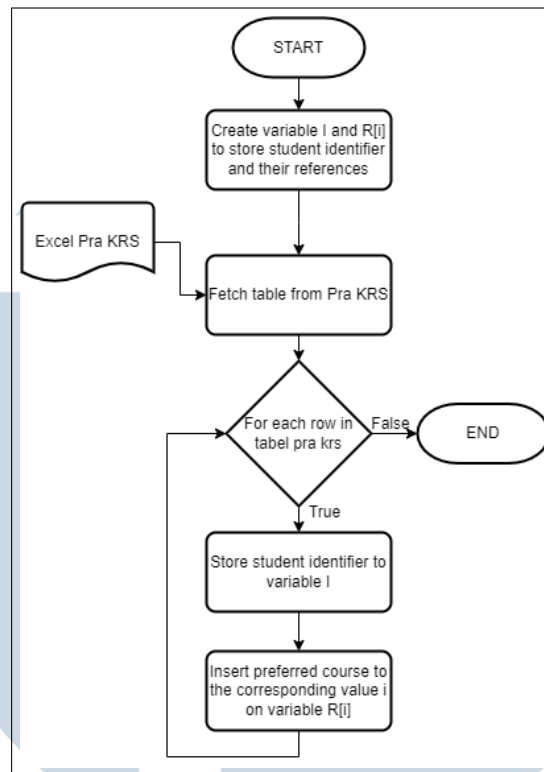 START
Create variable I and R[i]
to store student identifier
and their references
Excel Pra KRS
Fetch table from Pra KRS
For each row in
tabel pra krs
False
END
True
Store student identifier to
variable I
Insert preferred course to
the corresponding value i
on variable R[i]